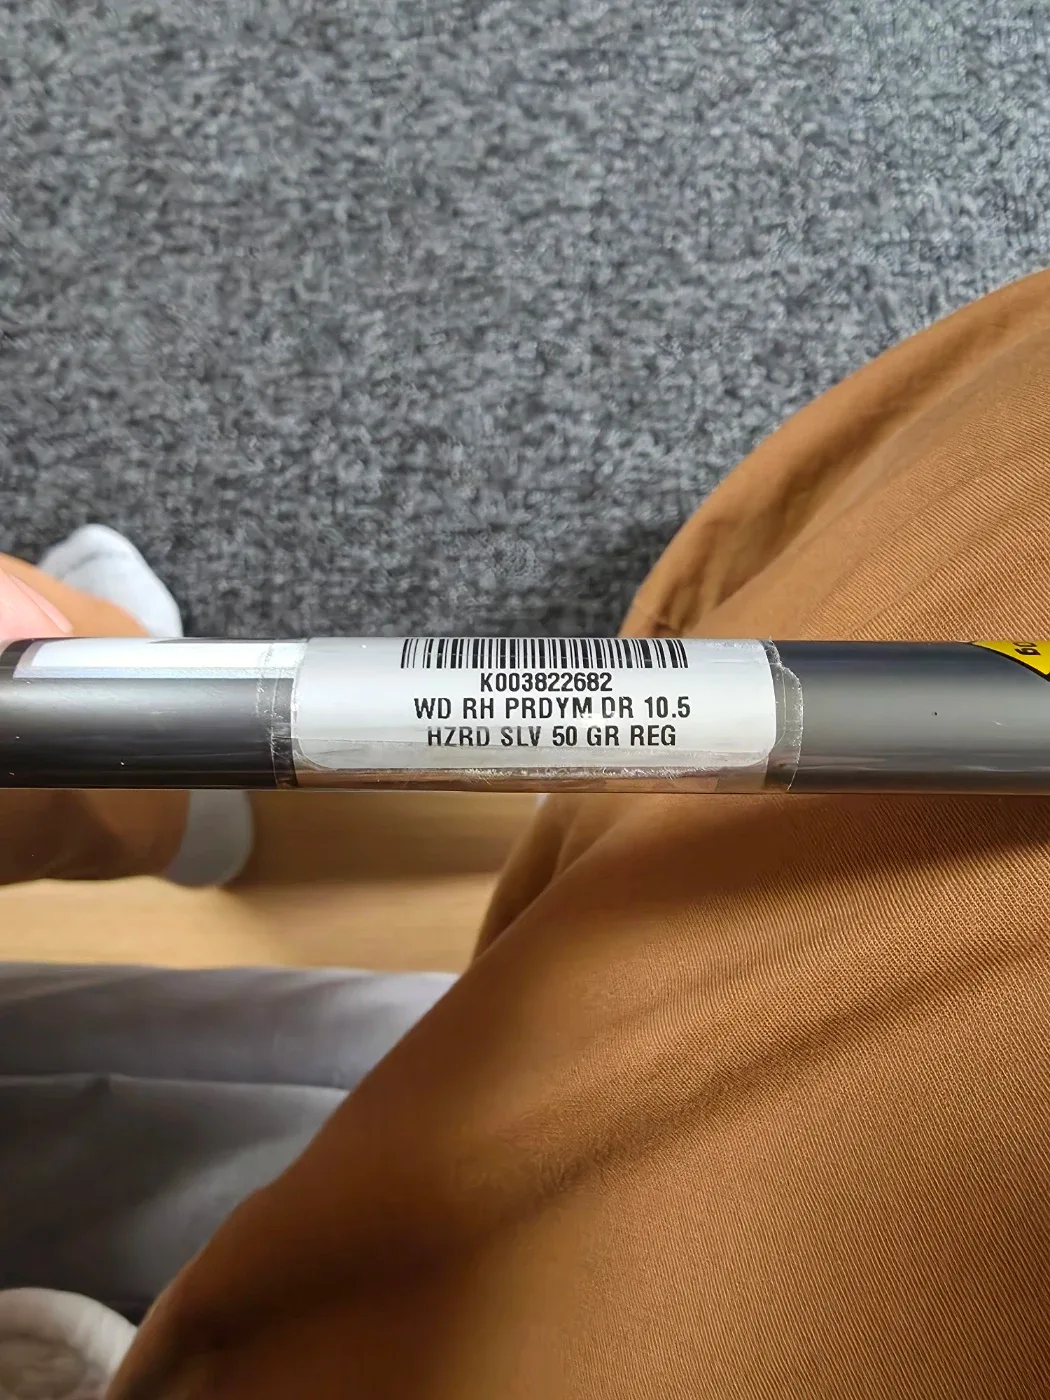 K003822682
WD RH PRDYM DR 10.5
HZRD SLV 50 GR REG